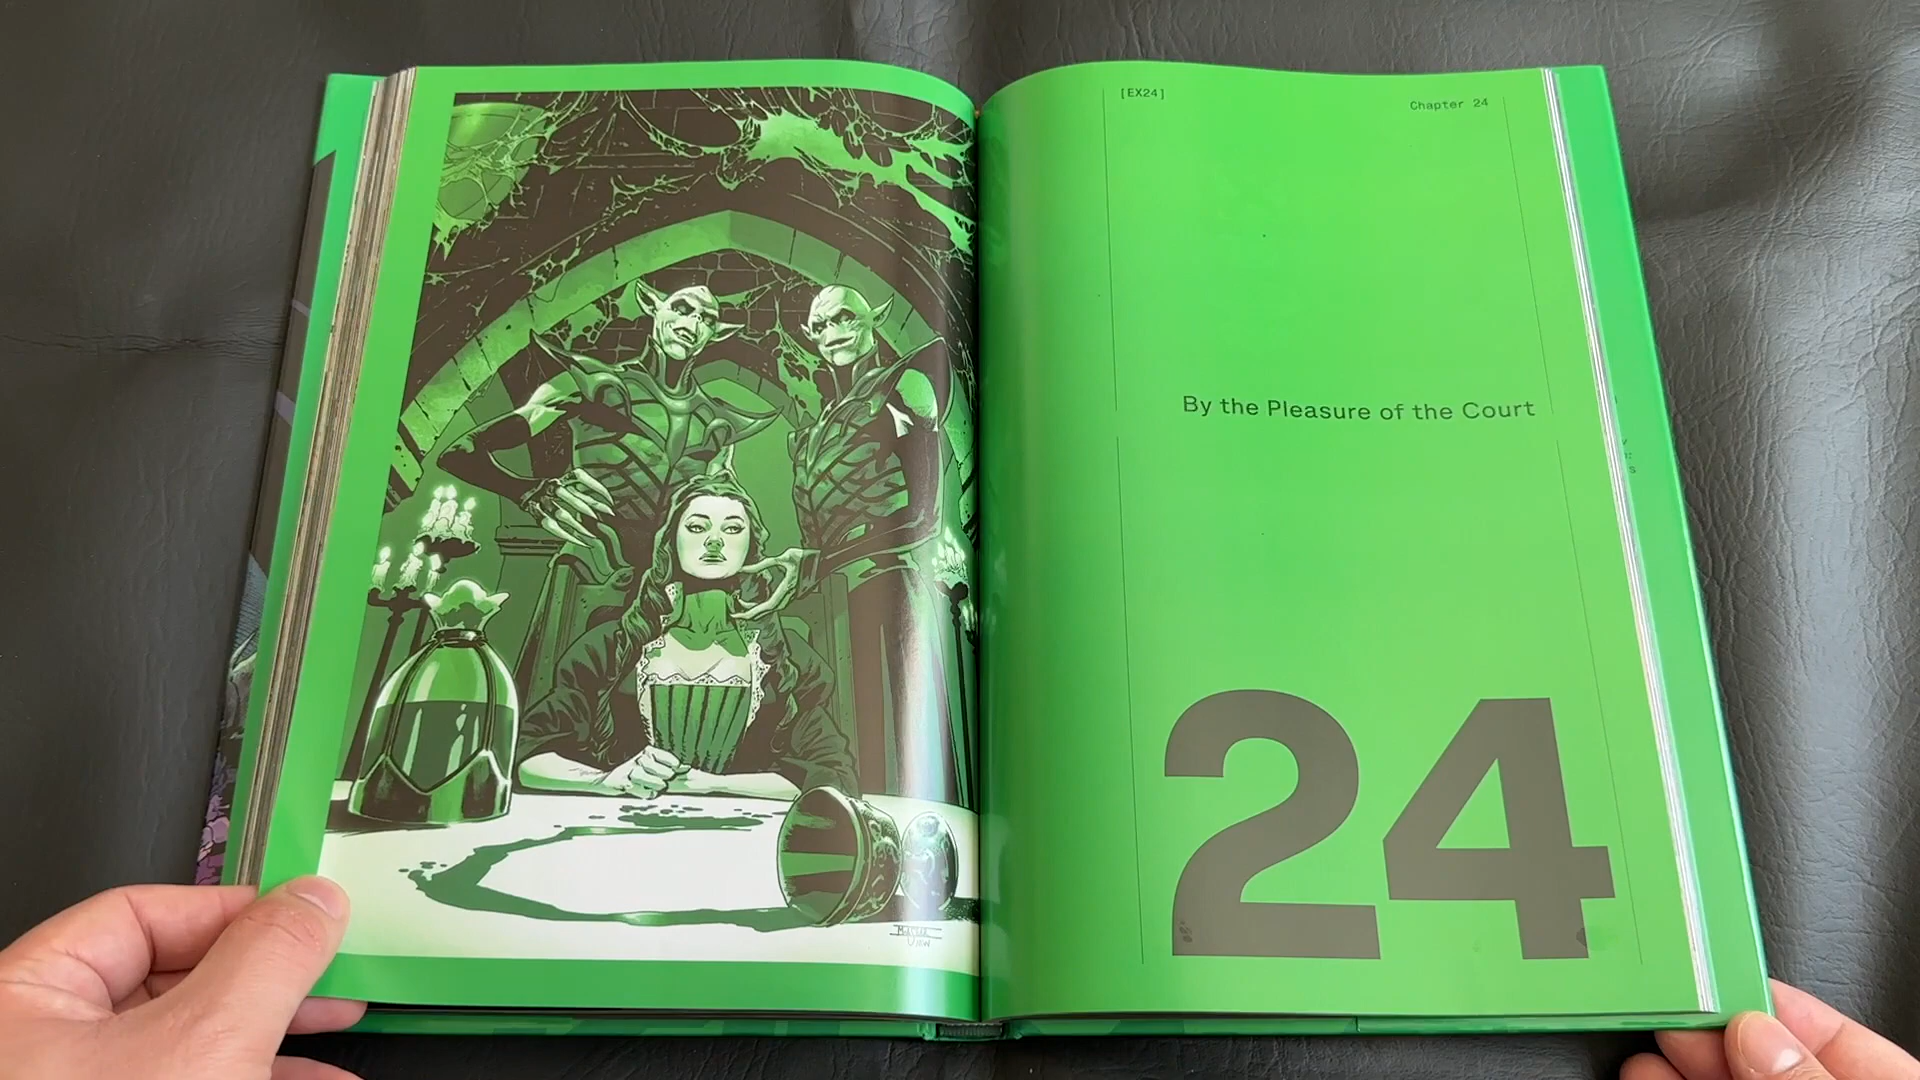 [EX24]
Chapter 24
By the Pleasure of the Court
24